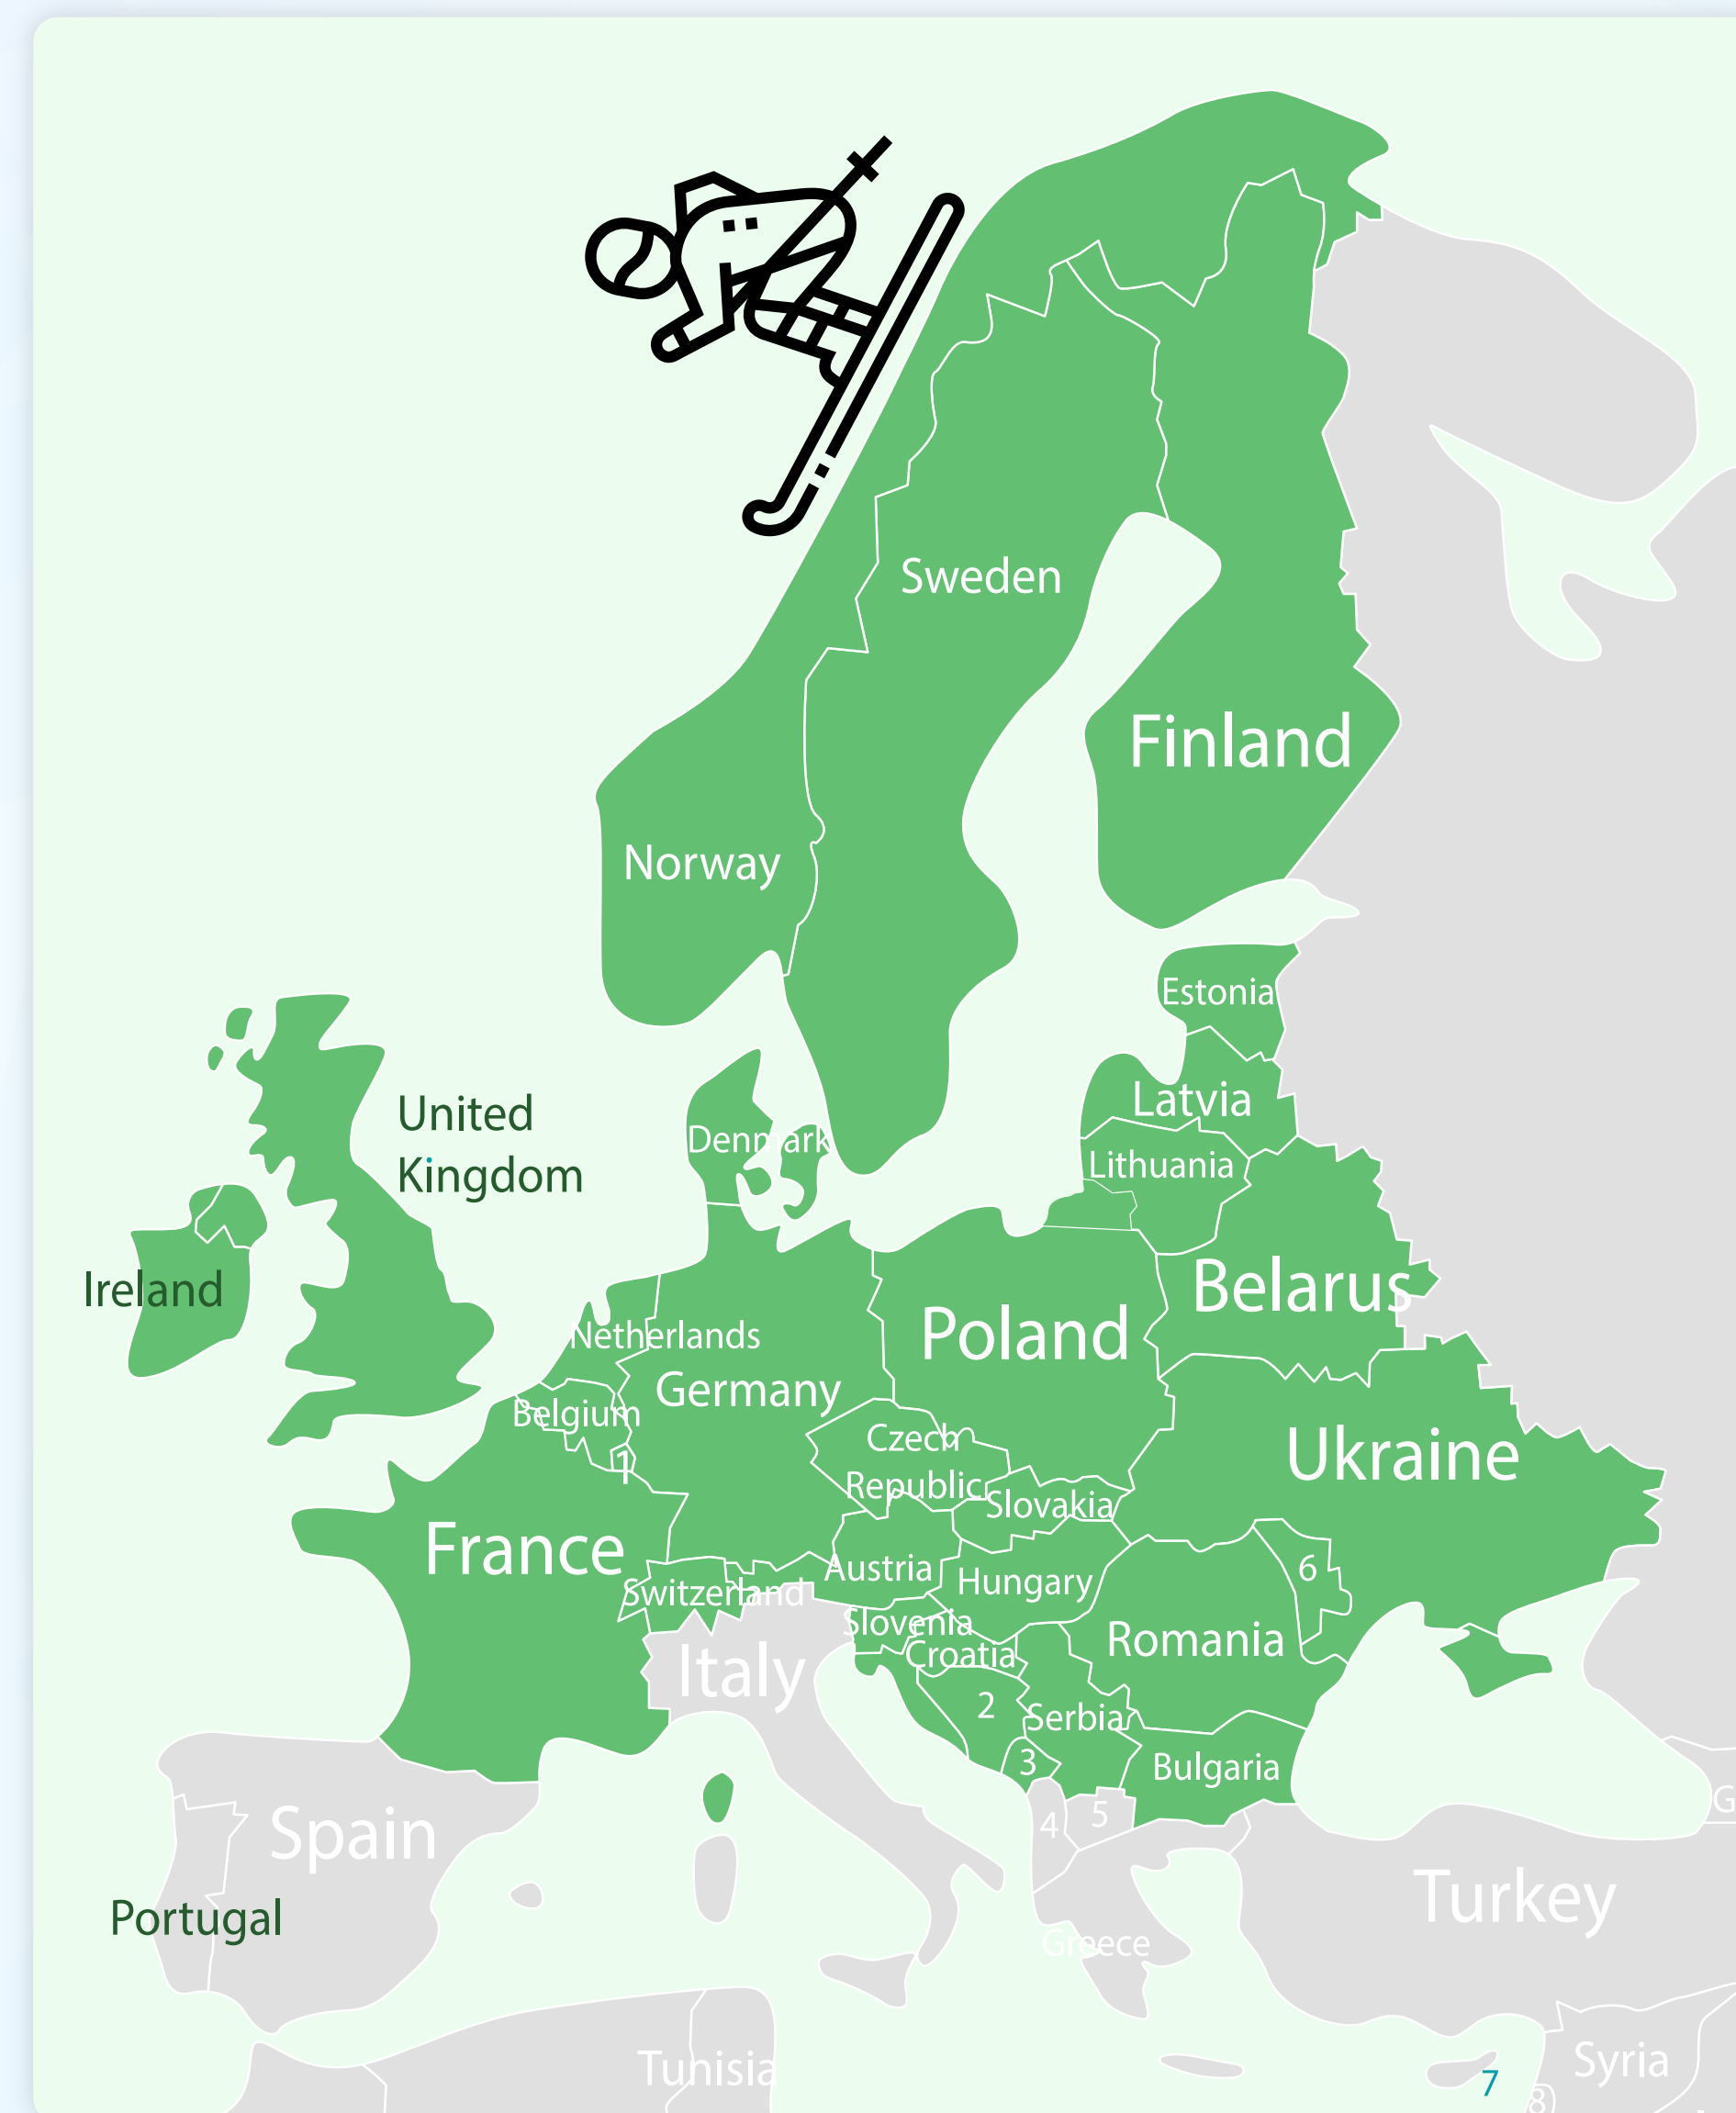 Sweden
Finland
Norway
Estonia
United
Kingdom
Latvia
Denmark
Lithuania
Ireland
Belarus
Netherlands
Poland
Germany
Belgium
Czech
Ukraine
1
Republic
Slovakia
France
Austria
6
Switzerland
Hungary
Slovenia
Romania
Croatia
Italy
2
Serbia
3
Bulgaria
G
Spain
4
5
Portugal
Turkey
Greece
Tunisia
Syria
7
8